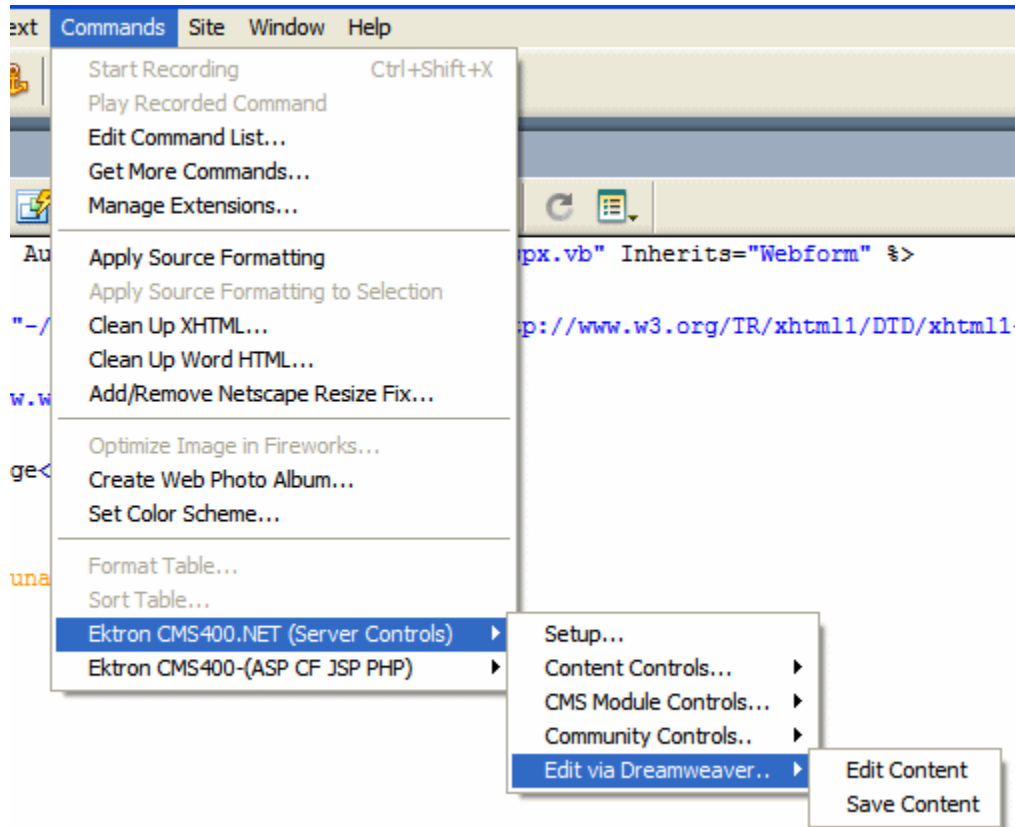 ext Commands Site Window Help
Start Recording Ctrl+Shift+X
Play Recorded Command
Edit Command List...
Get More Commands...
Manage Extensions...
Au px.vb" Inherits="Webform" %>
Apply Source Formatting
Apply Source Formatting to Selection
"-/ p://www.w3.org/TR/xhtml1/DTD/xhtml1-
Clean Up XHTML...
Clean Up Word HTML...
w.w Add/Remove Netscape Resize Fix...
Optimize Image in Fireworks...
ge< Create Web Photo Album...
Set Color Scheme...
Format Table...
una
Sort Table...
Ektron CMS400.NET (Server Controls) Setup...
Ektron CMS400-(ASP CF JSP PHP) Content Controls...
CMS Module Controls...
Community Controls..
Edit via Dreamweaver.. Edit Content
Save Content